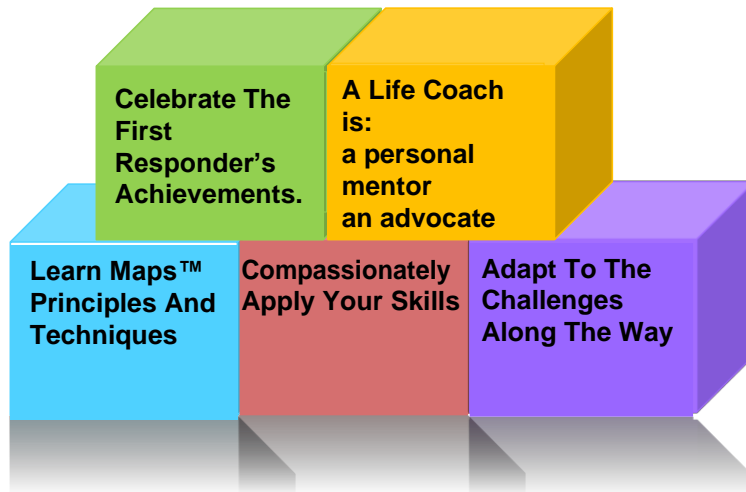 Celebrate The
First
Responder’s
Achievements.
A Life Coach
is:
a personal
mentor
an advocate
Learn Maps™
Principles And
Techniques
Compassionately
Apply Your Skills
Adapt To The
Challenges
Along The Way